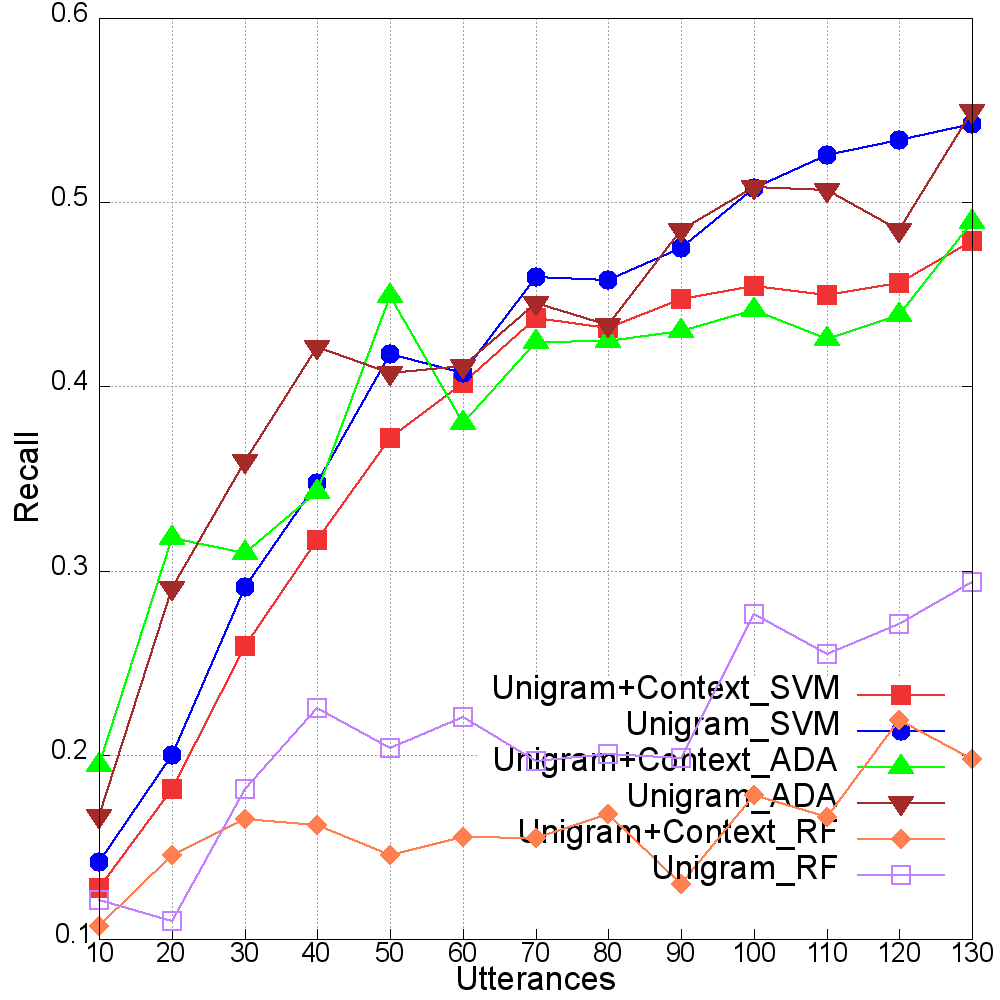 0.6
0.5
0.4
0.3
0.2
0.1
Recall
Unigram+Context_SVM
Unigram_SVM
Unigram+Context_ADA
Unigram_ADA
Unigram+Context_RF
Unigram_RF
10 20 30 40 50 60 70 80 90 100 110 120 130
Utterances